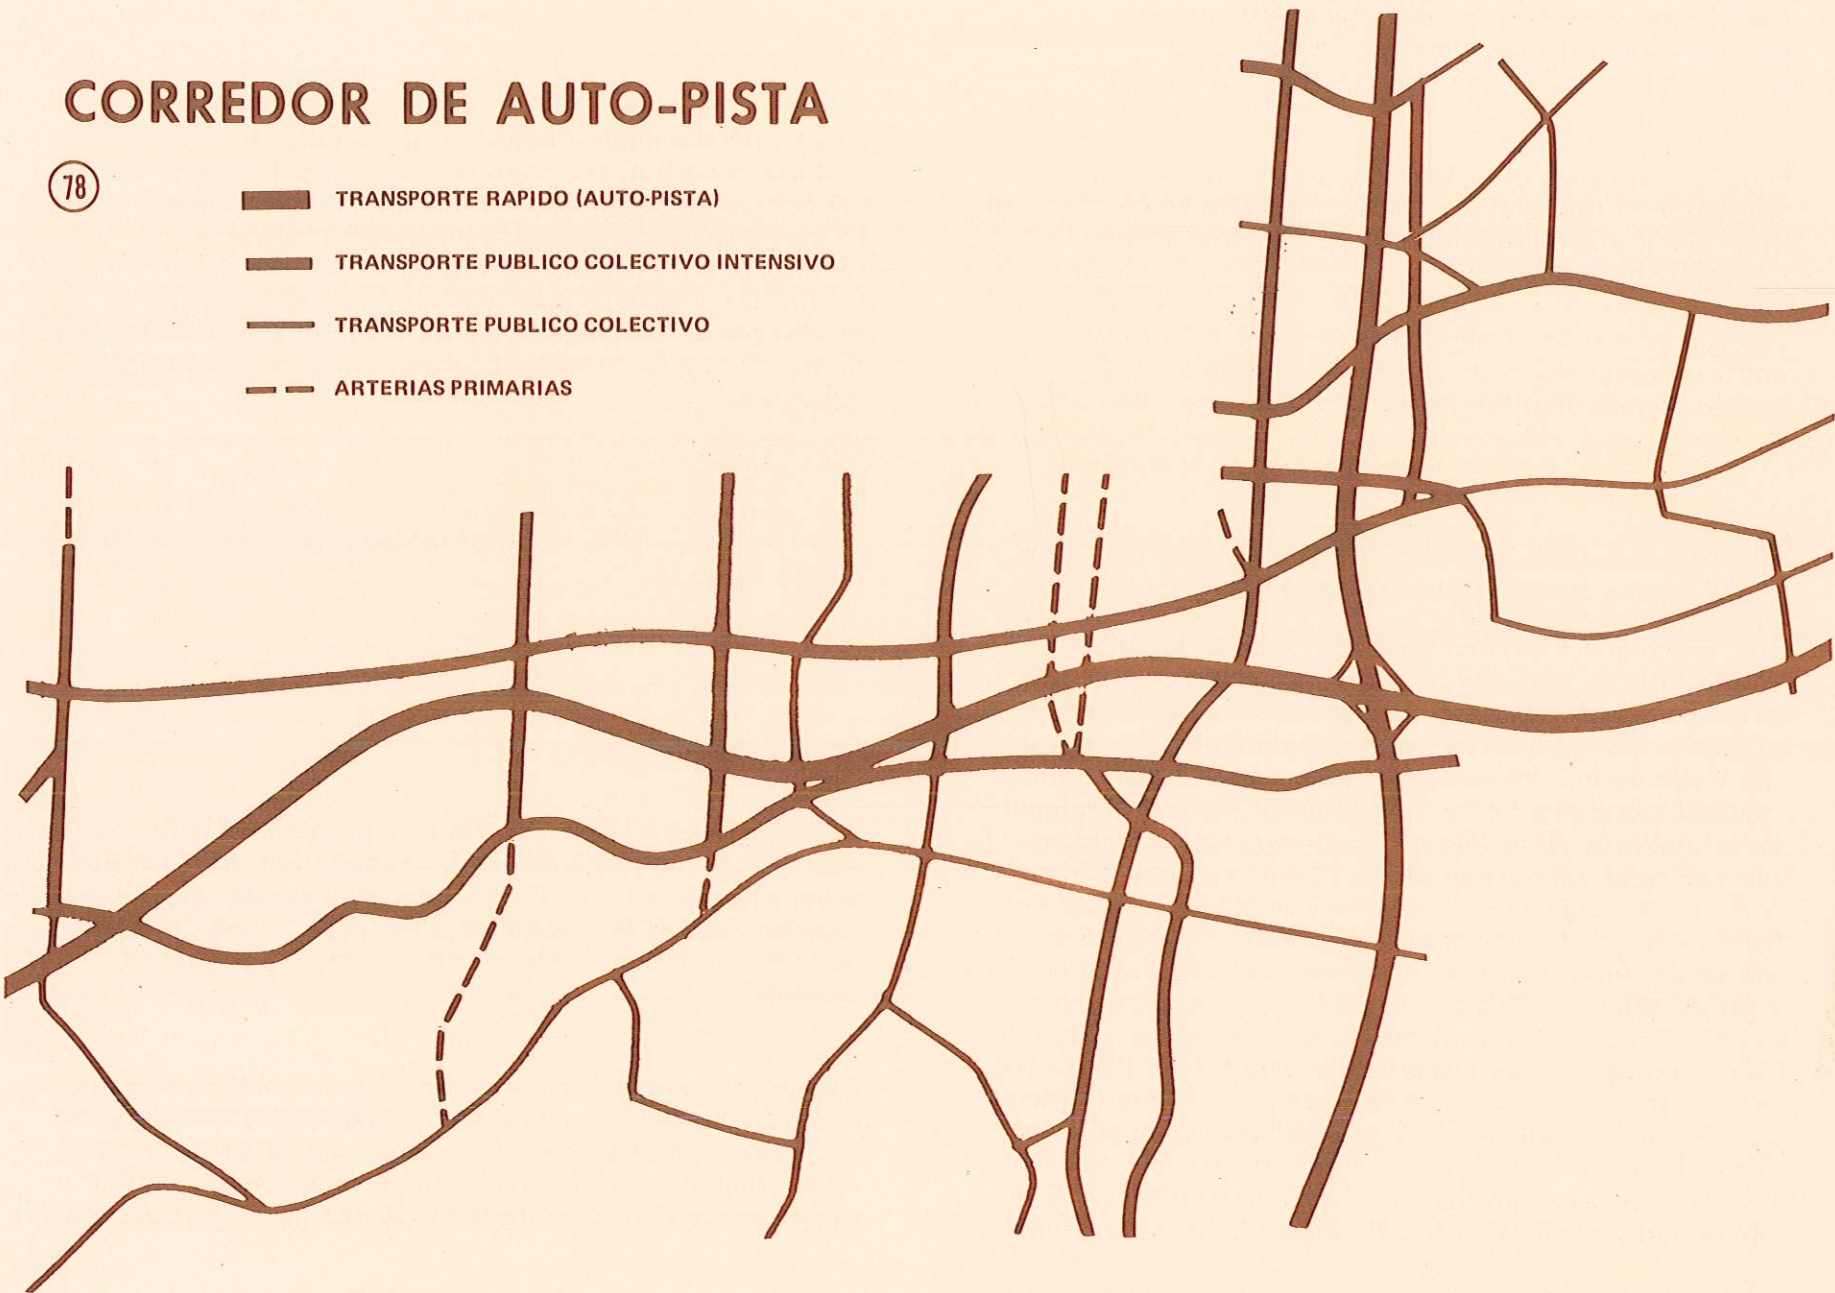 CORREDOR DE AUTO-PISTA
78
TRANSPORTE RAPIDO (AUTO-PISTA)
TRANSPORTE PUBLICO COLECTIVO INTENSIVO
TRANSPORTE PUBLICO COLECTIVO
ARTERIAS PRIMARIAS